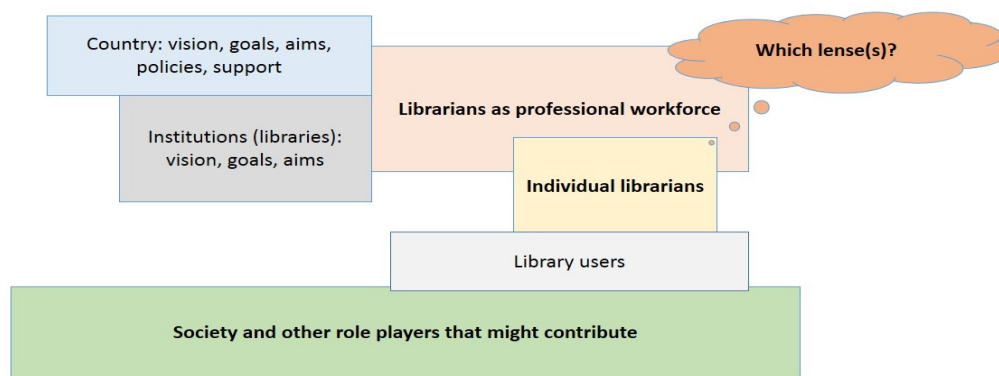 Country: vision, goals, aims,
policies, support
Which lense(s)?
Librarians as professional workforce
Institutions (libraries):
vision, goals, aims
Individual librarians
Library users
Society and other role players that might contribute